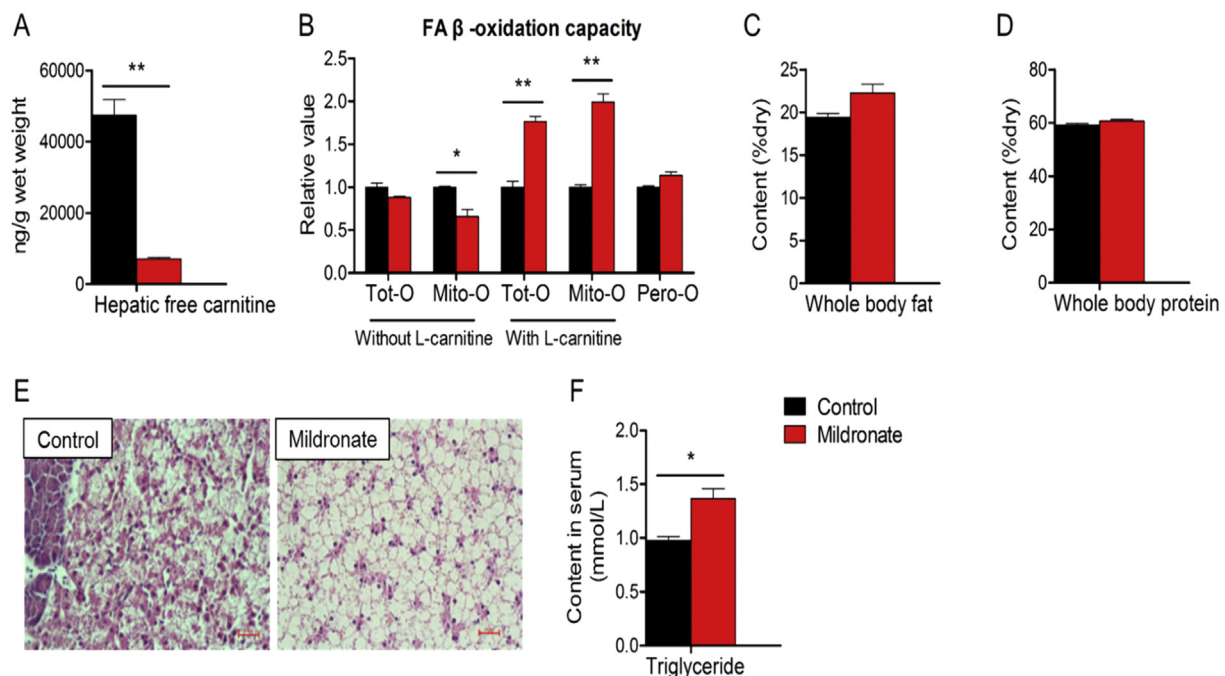 A
ng/g wet weight
60000
40000
20000
0
**
Hepatic free carnitine
B
FA β -oxidation capacity
Relative value
2.5
2.0
1.5
1.0
0.5
0.0
*
**
**
Tot-O Mito-O Tot-O Mito-O Pero-O
Without L-carnitine With L-carnitine
C
Content (%dry)
25
20
15
10
5
0
Whole body fat
D
Content (%dry)
80
60
40
20
0
Whole body protein
E
Control
Mildronate
F
Control
Mildronate
Content in serum
(mmol/L)
2.0
1.5
1.0
0.5
0.0
*
Triglyceride